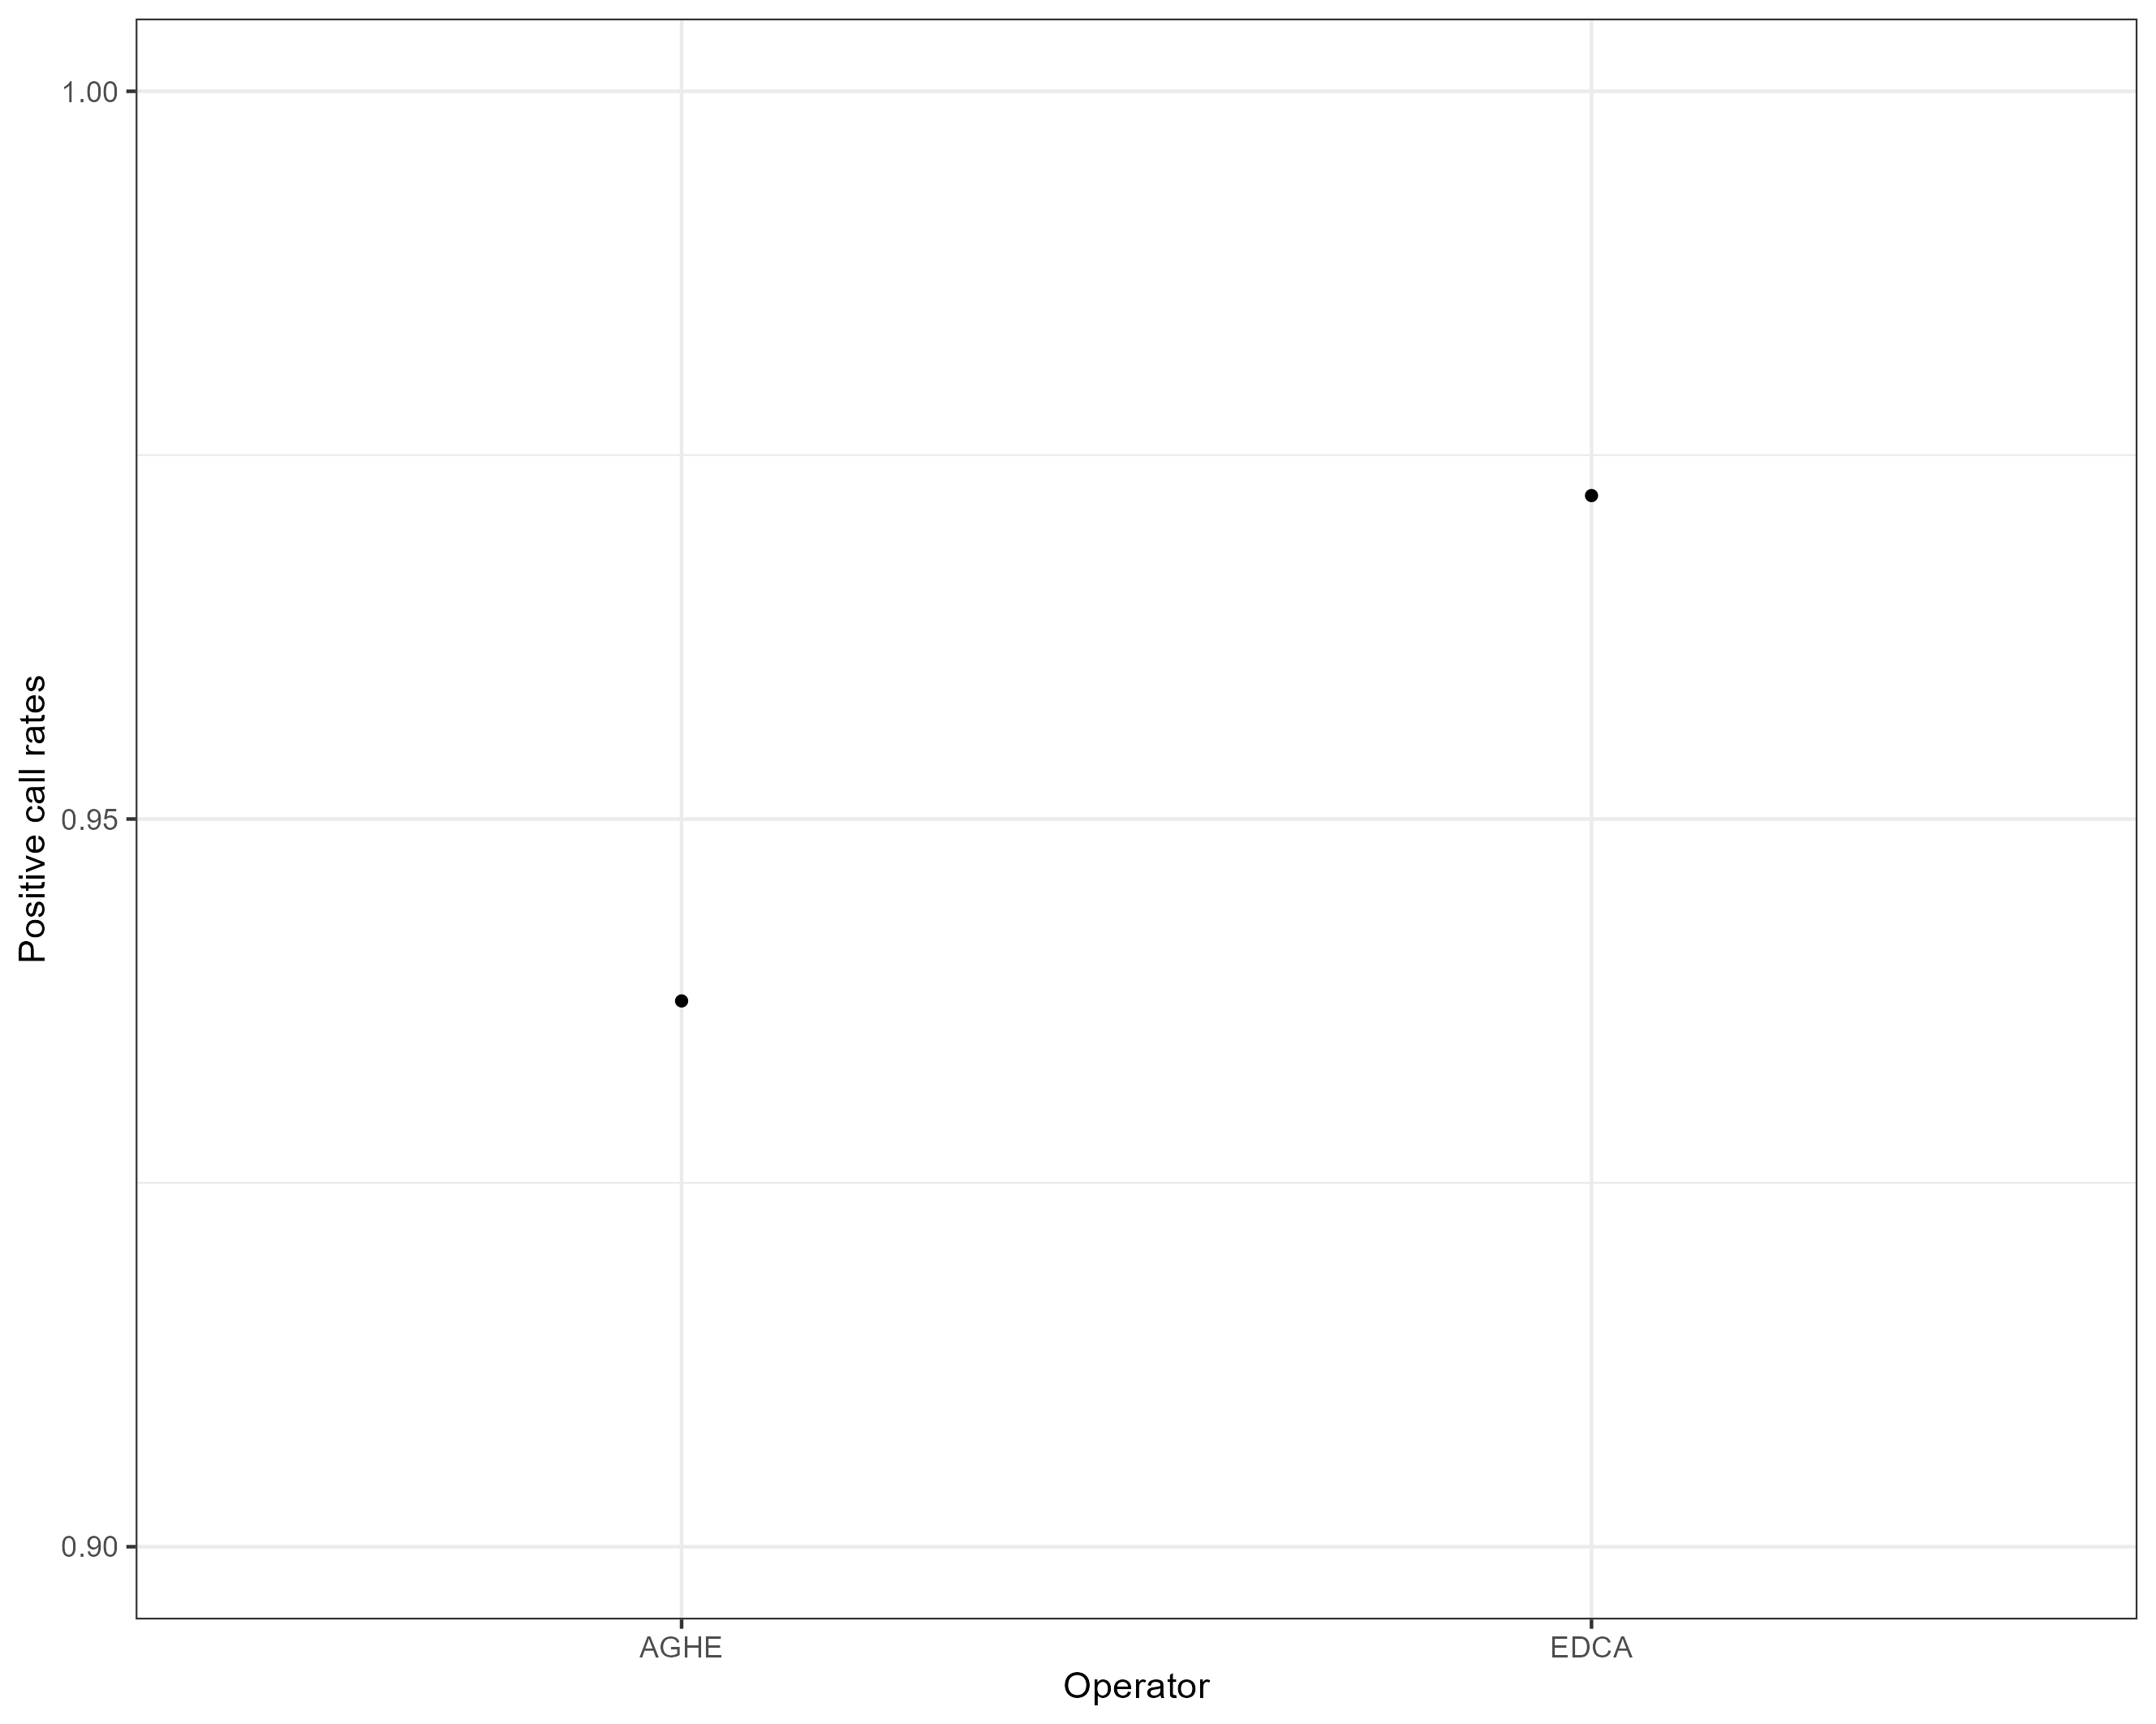 1.00
0.95
0.90
Positive call rates
AGHE
EDCA
Operator